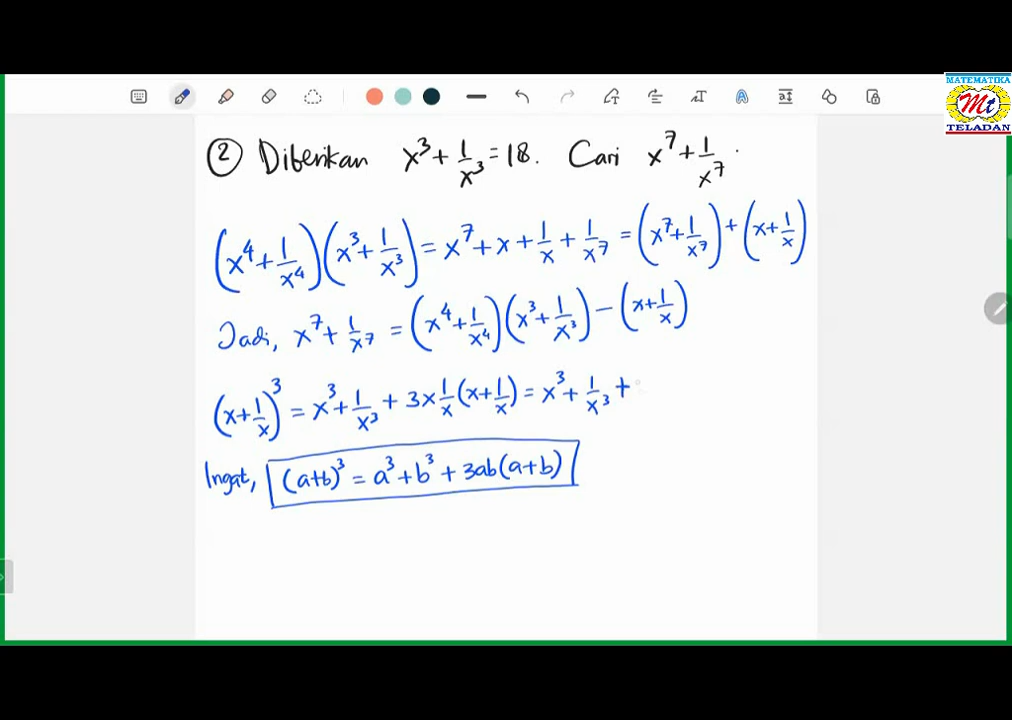 MATEMATIKA
Mt
TELADAN
② Diberikan x³ + 1/x³ = 18. Cari x⁷ + 1/x⁷.
(x⁴ + 1/x⁴)(x³ + 1/x³) = x⁷ + x + 1/x + 1/x⁷ = (x⁷ + 1/x⁷) + (x + 1/x)
Jadi, x⁷ + 1/x⁷ = (x⁴ + 1/x⁴)(x³ + 1/x³) − (x + 1/x)
(x + 1/x)³ = x³ + 1/x³ + 3x 1/x (x + 1/x) = x³ + 1/x³ +
Ingat, (a+b)³ = a³ + b³ + 3ab(a+b)